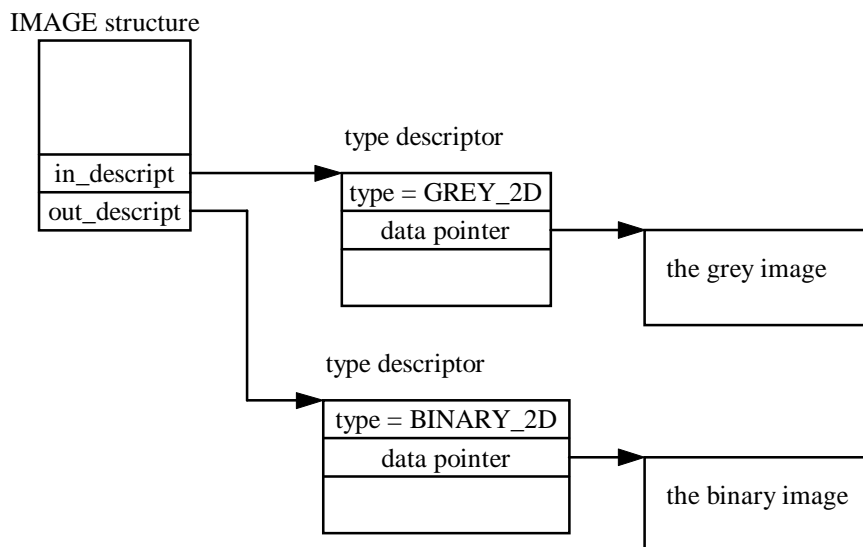 IMAGE structure
type descriptor
in_descript
type = GREY_2D
out_descript
data pointer
the grey image
type descriptor
type = BINARY_2D
data pointer
the binary image